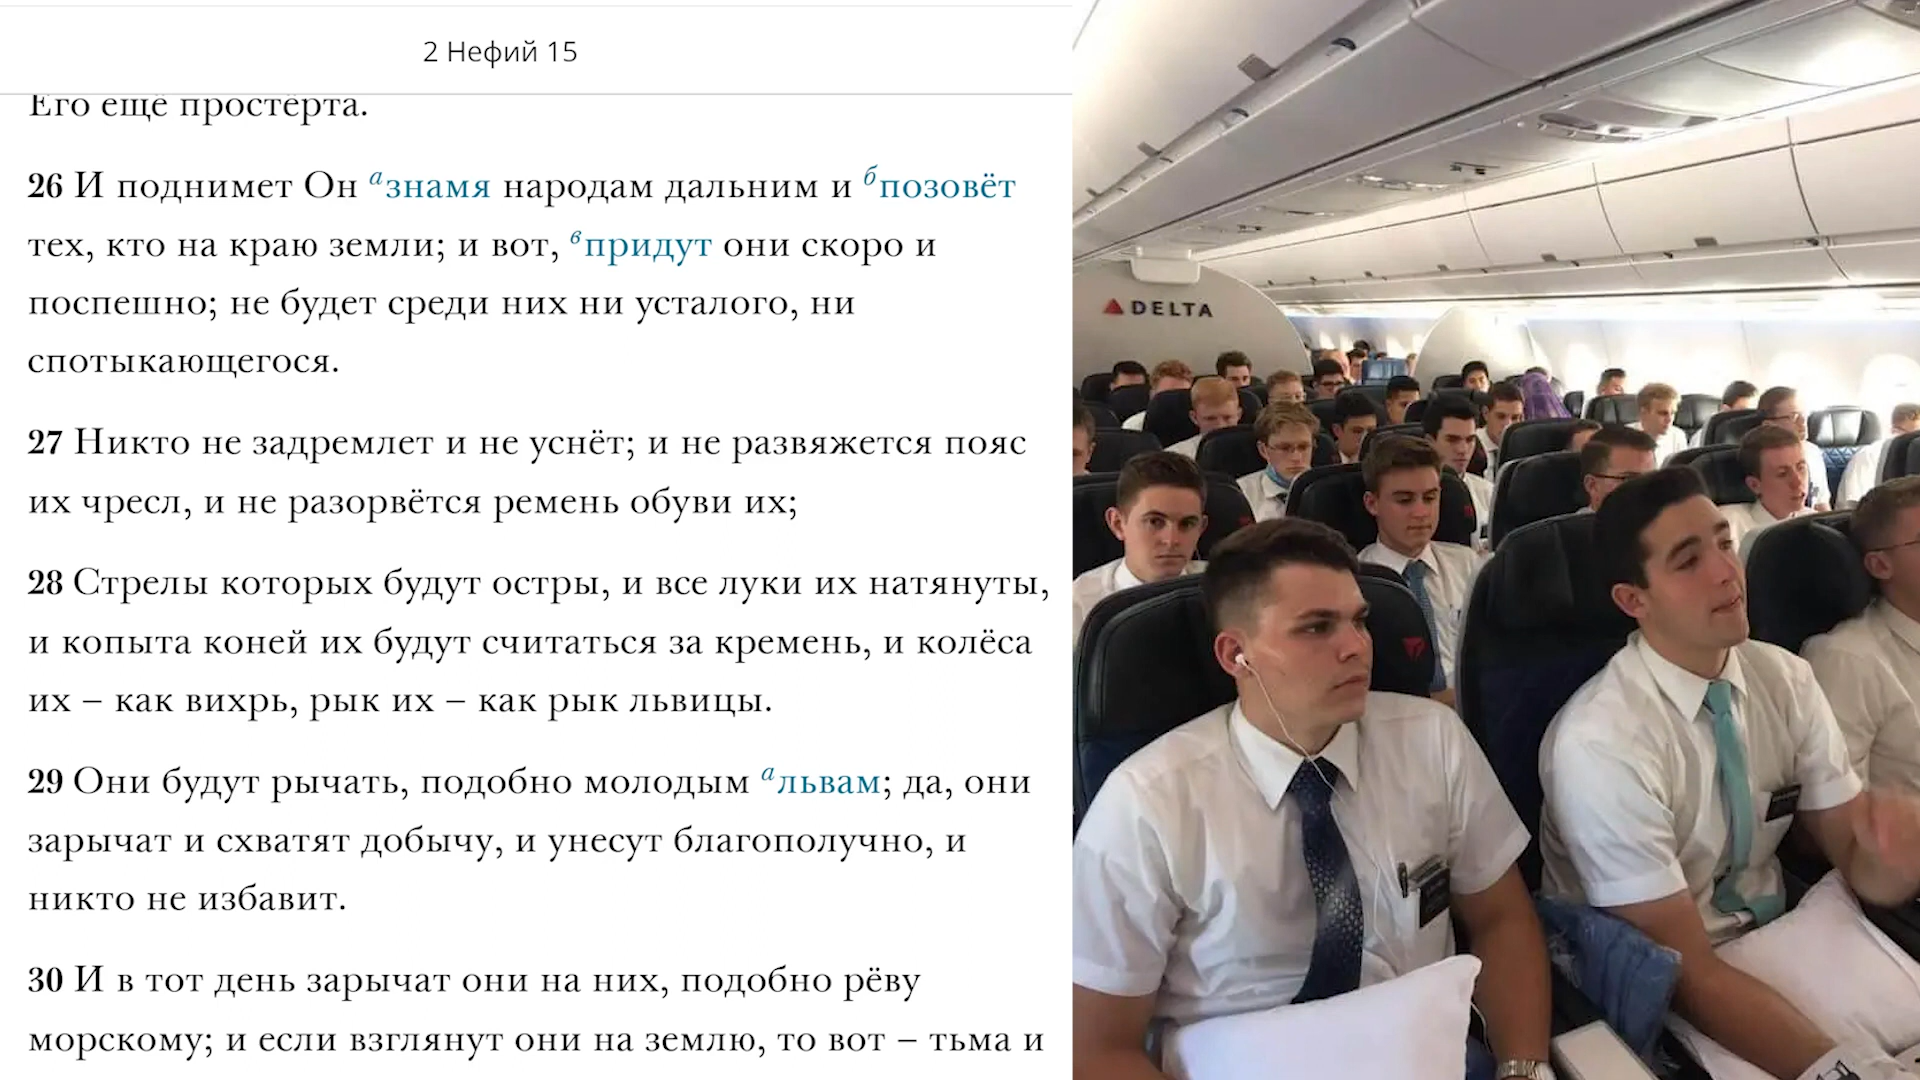 2 Нефий 15
Его ещё простёрта.
26 И поднимет Он ᵃзнамя народам дальним и ᵇпозовёт
тех, кто на краю земли; и вот, ᵛпридут они скоро и
поспешно; не будет среди них ни усталого, ни
спотыкающегося.
27 Никто не задремлет и не уснёт; и не развяжется пояс
их чресл, и не разорвётся ремень обуви их;
28 Стрелы которых будут остры, и все луки их натянуты,
и копыта коней их будут считаться за кремень, и колёса
их – как вихрь, рык их – как рык львицы.
29 Они будут рычать, подобно молодым ᵃльвам; да, они
зарычат и схватят добычу, и унесут благополучно, и
никто не избавит.
30 И в тот день зарычат они на них, подобно рёву
морскому; и если взглянут они на землю, то вот – тьма и
DELTA